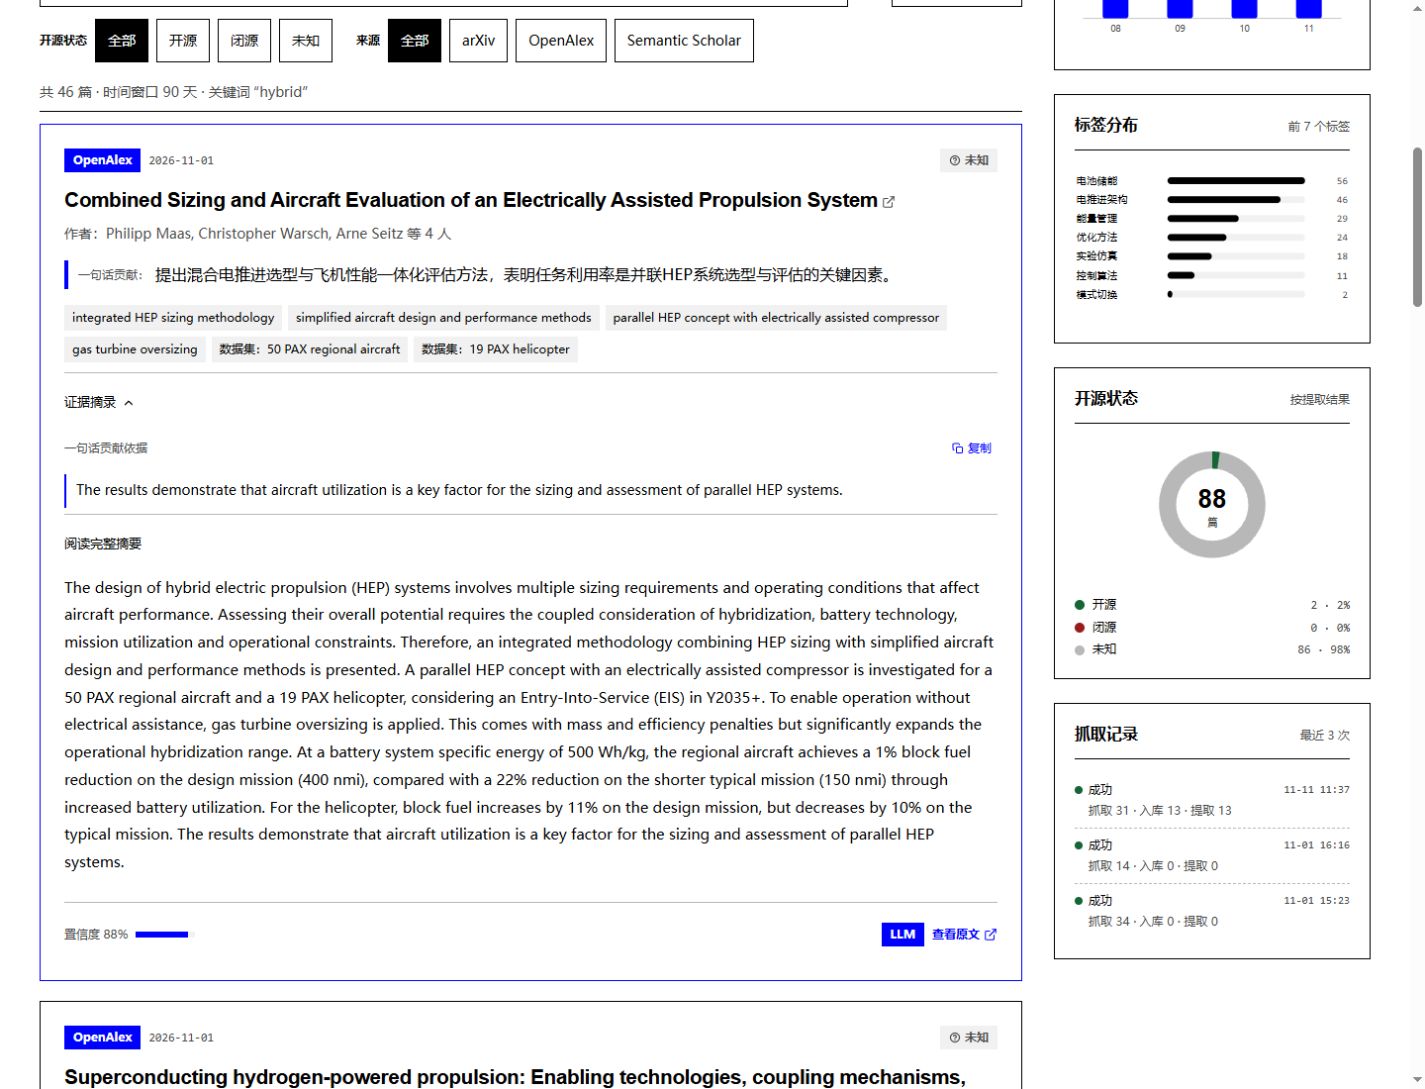 开源状态 全部 开源 闭源 未知 来源 全部 arXiv OpenAlex Semantic Scholar
共 46 篇 · 时间窗口 90 天 · 关键词 “hybrid”
OpenAlex 2026-11-01 未知
Combined Sizing and Aircraft Evaluation of an Electrically Assisted Propulsion System
作者：Philipp Maas, Christopher Warsch, Arne Seitz 等 4 人
一句话贡献： 提出混合电推进选型与飞机性能一体化评估方法，表明任务利用率是并联HEP系统选型与评估的关键因素。
integrated HEP sizing methodology simplified aircraft design and performance methods parallel HEP concept with electrically assisted compressor
gas turbine oversizing 数据集：50 PAX regional aircraft 数据集：19 PAX helicopter
证据摘录
一句话贡献依据 复制
The results demonstrate that aircraft utilization is a key factor for the sizing and assessment of parallel HEP systems.
阅读完整摘要
The design of hybrid electric propulsion (HEP) systems involves multiple sizing requirements and operating conditions that affect
aircraft performance. Assessing their overall potential requires the coupled consideration of hybridization, battery technology,
mission utilization and operational constraints. Therefore, an integrated methodology combining HEP sizing with simplified aircraft
design and performance methods is presented. A parallel HEP concept with an electrically assisted compressor is investigated for a
50 PAX regional aircraft and a 19 PAX helicopter, considering an Entry-Into-Service (EIS) in Y2035+. To enable operation without
electrical assistance, gas turbine oversizing is applied. This comes with mass and efficiency penalties but significantly expands the
operational hybridization range. At a battery system specific energy of 500 Wh/kg, the regional aircraft achieves a 1% block fuel
reduction on the design mission (400 nmi), compared with a 22% reduction on the shorter typical mission (150 nmi) through
increased battery utilization. For the helicopter, block fuel increases by 11% on the design mission, but decreases by 10% on the
typical mission. The results demonstrate that aircraft utilization is a key factor for the sizing and assessment of parallel HEP
systems.
置信度 88% LLM 查看原文
OpenAlex 2026-11-01 未知
Superconducting hydrogen-powered propulsion: Enabling technologies, coupling mechanisms,
08 09 10 11
标签分布 前 7 个标签
电池储能 56
电推进架构 46
能量管理 29
优化方法 24
实验仿真 18
控制算法 11
模式切换 2
开源状态 按提取结果
88
篇
开源 2 · 2%
闭源 0 · 0%
未知 86 · 98%
抓取记录 最近 3 次
成功 11-11 11:37
抓取 31 · 入库 13 · 提取 13
成功 11-01 16:16
抓取 14 · 入库 0 · 提取 0
成功 11-01 15:23
抓取 34 · 入库 0 · 提取 0